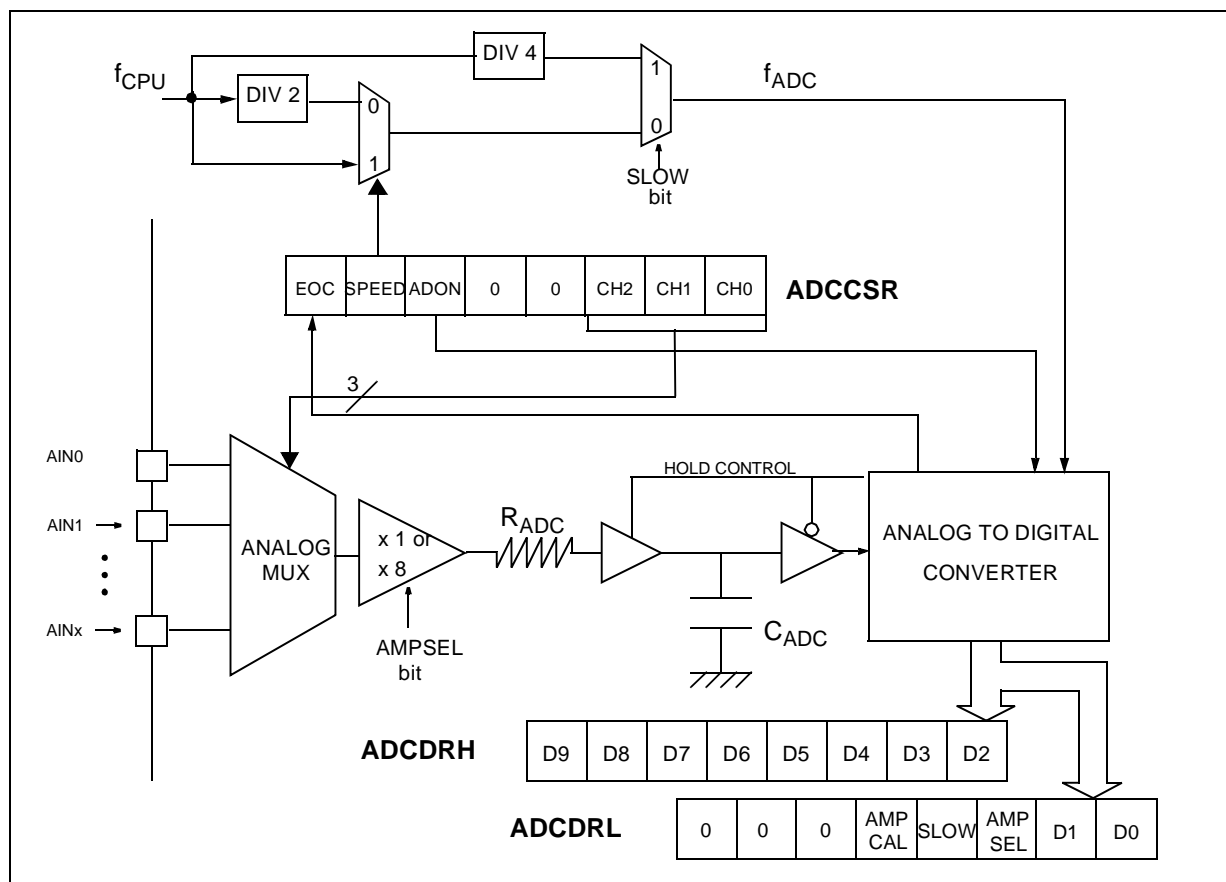 DIV 4
fCPU
DIV 2
1
fADC
0
0
1
SLOW
bit
EOC SPEED ADON 0 0 CH2 CH1 CH0 ADCCSR
3
AIN0
HOLD CONTROL
AIN1
RADC
ANALOG
MUX
x 1 or
x 8
ANALOG TO DIGITAL
CONVERTER
AINx
AMPSEL
bit
CADC
ADCDRH D9 D8 D7 D6 D5 D4 D3 D2
ADCDRL 0 0 0 AMP CAL SLOW AMP SEL D1 D0